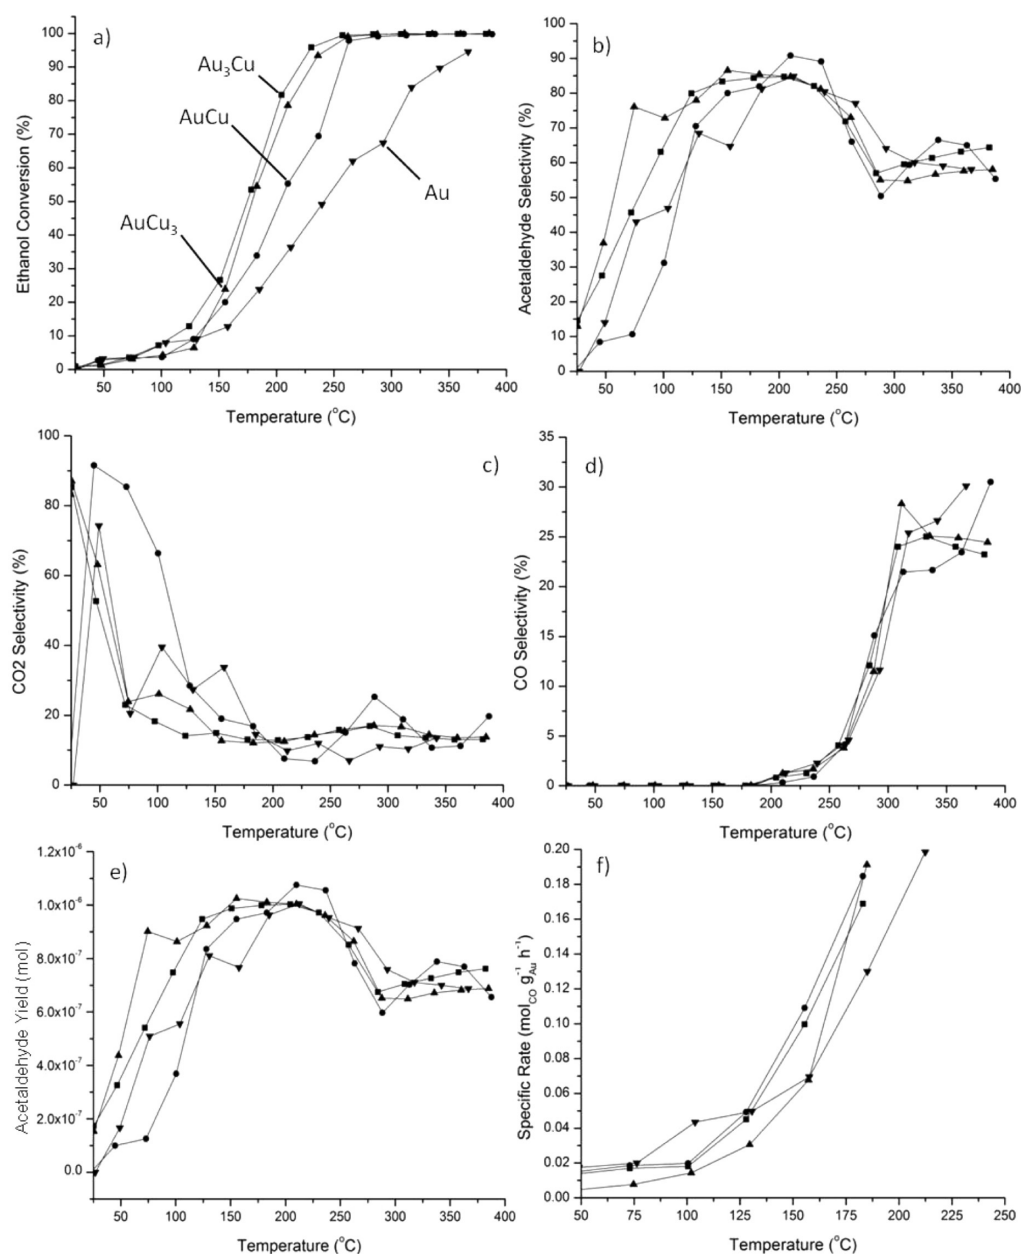 a)
Au₃Cu
AuCu
Au
AuCu₃
Ethanol Conversion (%)
100
90
80
70
60
50
40
30
20
10
0
50 100 150 200 250 300 350 400
Temperature (°C)
b)
Acetaldehyde Selectivity (%)
100
90
80
70
60
50
40
30
20
10
0
50 100 150 200 250 300 350 400
Temperature (°C)
c)
CO2 Selectivity (%)
100
80
60
40
20
0
50 100 150 200 250 300 350 400
Temperature (°C)
d)
CO Selectivity (%)
35
30
25
20
15
10
5
0
50 100 150 200 250 300 350 400
Temperature (°C)
e)
Acetaldehyde Yield (mol)
1.2x10⁻⁶
1.0x10⁻⁶
8.0x10⁻⁷
6.0x10⁻⁷
4.0x10⁻⁷
2.0x10⁻⁷
0.0
50 100 150 200 250 300 350 400
Temperature (°C)
f)
Specific Rate (mol_CO g⁻¹_Au h⁻¹)
0.20
0.18
0.16
0.14
0.12
0.10
0.08
0.06
0.04
0.02
0.00
50 75 100 125 150 175 200 225 250
Temperature (°C)